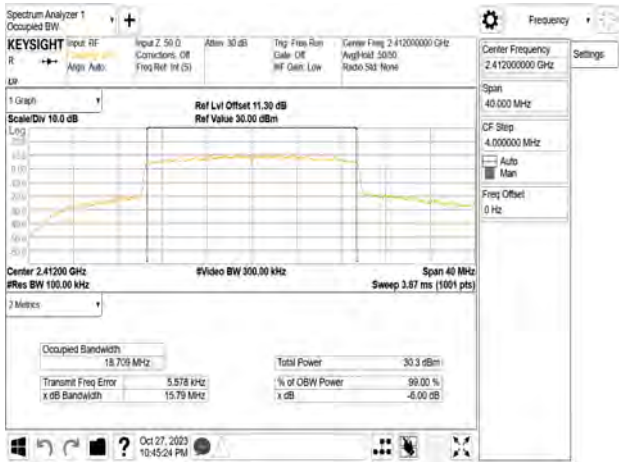 Spectrum Analyzer 1
Occupied BW
+
Frequency
KEYSIGHT
R
Input: RF
Align: Auto
Input Z: 50 Ω
Corrections: Off
Freq Ref: Int (S)
Atten: 30 dB
Trig: Free Run
Gate: Off
#IF Gain: Low
Center Freq: 2.412000000 GHz
Avg|Hold: 50/50
Radio Std: None
Center Frequency
2.412000000 GHz
Settings
Span
40.000 MHz
CF Step
4.000000 MHz
Auto
Man
Freq Offset
0 Hz
1 Graph
Scale/Div 10.0 dB
Ref Lvl Offset 11.30 dB
Ref Value 30.00 dBm
Log
Center 2.41200 GHz
#Res BW 100.00 kHz
#Video BW 300.00 kHz
Span 40 MHz
Sweep 3.87 ms (1001 pts)
2 Metrics
Occupied Bandwidth
18.709 MHz
Total Power 30.3 dBm
Transmit Freq Error 5.578 kHz
% of OBW Power 99.00 %
x dB Bandwidth 15.79 MHz
x dB -6.00 dB
?
Oct 27, 2023
10:45:24 PM